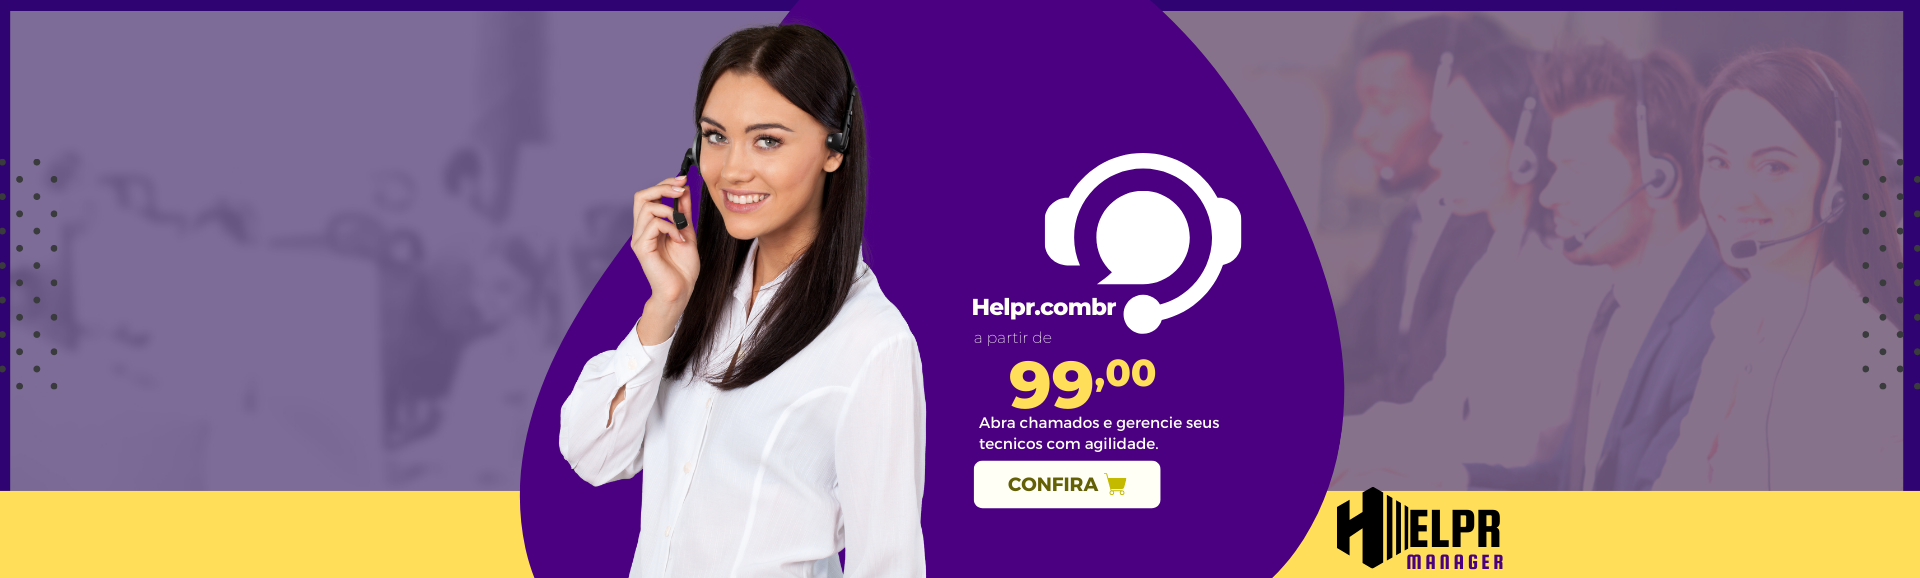 Helpr.combr
a partir de
99,00
Abra chamados e gerencie seus
tecnicos com agilidade.
CONFIRA
HELPR
MANAGER